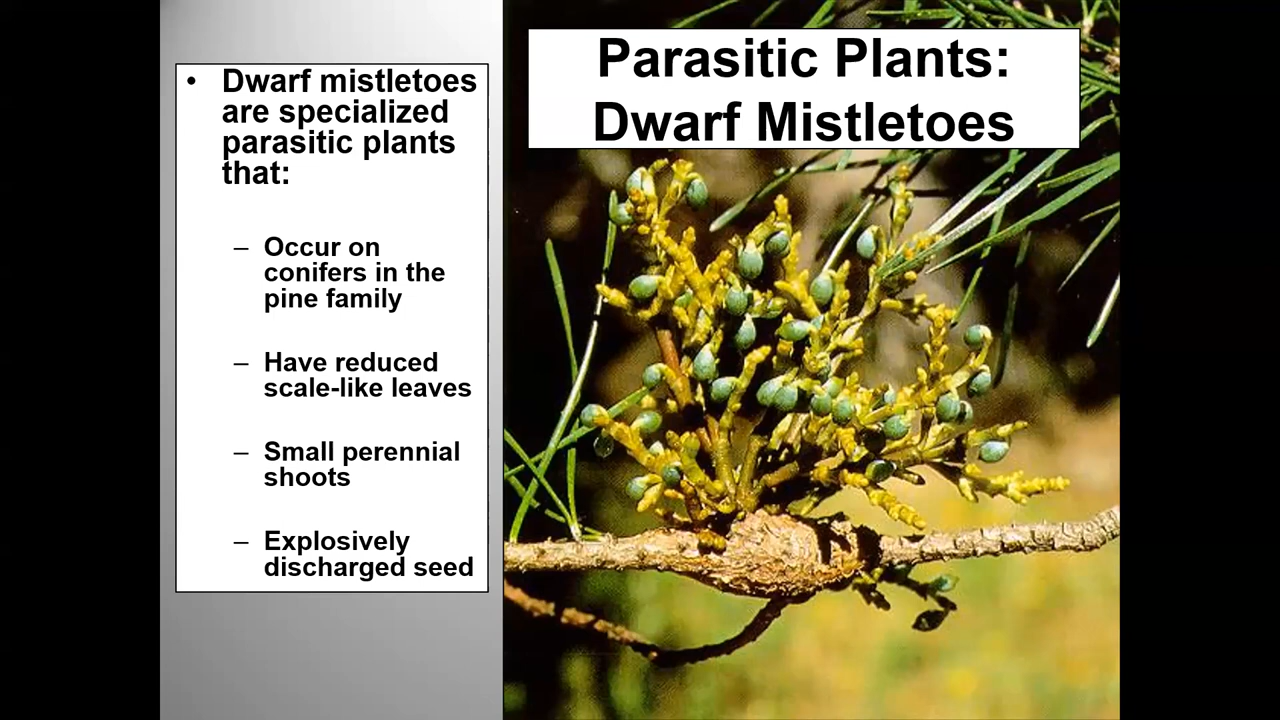 Parasitic Plants:
Dwarf Mistletoes
• Dwarf mistletoes
are specialized
parasitic plants
that:
– Occur on
conifers in the
pine family
– Have reduced
scale-like leaves
– Small perennial
shoots
– Explosively
discharged seed